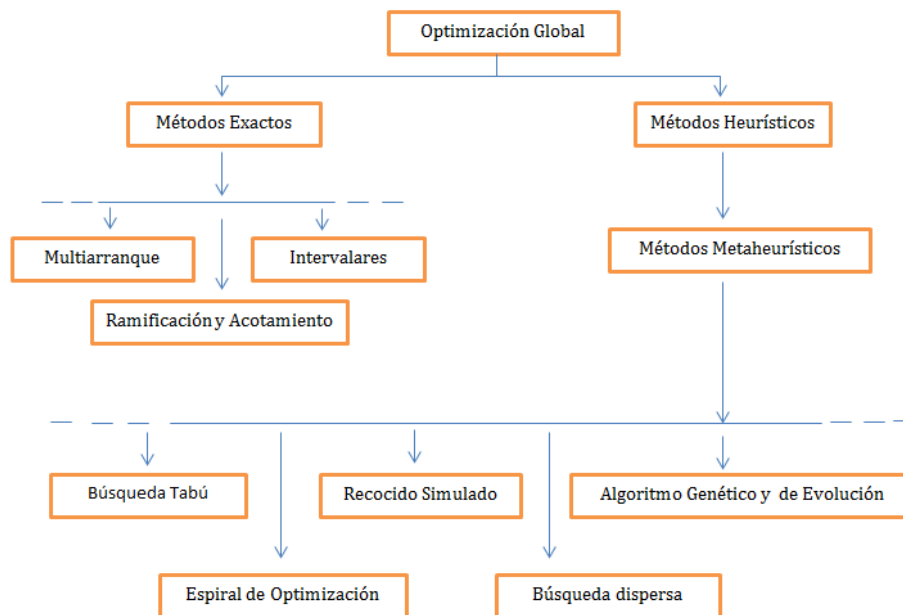 Optimización Global
Métodos Exactos
Métodos Heurísticos
Multiarranque
Intervalares
Métodos Metaheurísticos
Ramificación y Acotamiento
Búsqueda Tabú
Recocido Simulado
Algoritmo Genético y de Evolución
Espiral de Optimización
Búsqueda dispersa